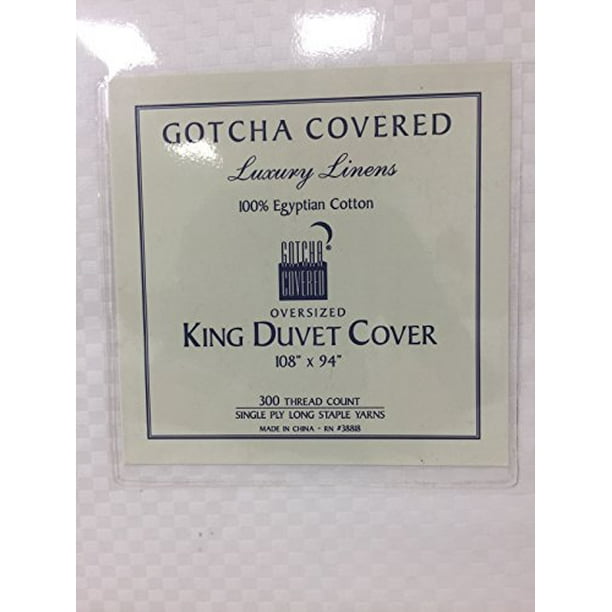 GOTCHA COVERED
Luxury Linens
100% Egyptian Cotton
GOTCHA®
COVERED
OVERSIZED
KING DUVET COVER
108" x 94"
300 THREAD COUNT
SINGLE PLY LONG STAPLE YARNS
MADE IN CHINA - RN #38818